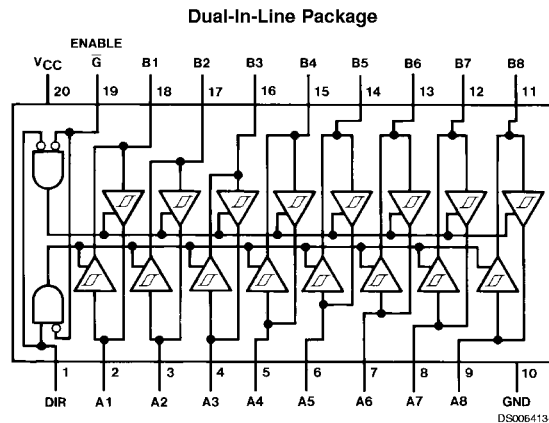 Dual-In-Line Package
ENABLE
VCC G̅ B1 B2 B3 B4 B5 B6 B7 B8
20 19 18 17 16 15 14 13 12 11
1 2 3 4 5 6 7 8 9 10
DIR A1 A2 A3 A4 A5 A6 A7 A8 GND
DS006413-